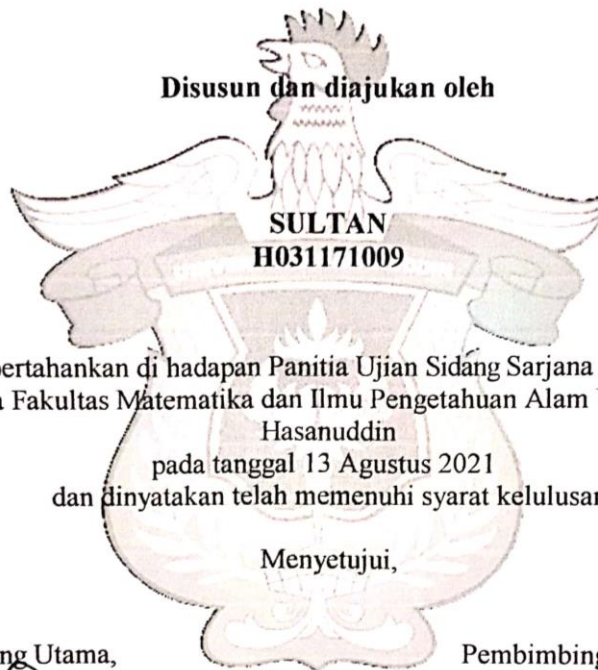 Disusun dan diajukan oleh
SULTAN
H031171009
ertahankan di hadapan Panitia Ujian Sidang Sarjana
Fakultas Matematika dan Ilmu Pengetahuan Alam
Hasanuddin
pada tanggal 13 Agustus 2021
dan dinyatakan telah memenuhi syarat kelulusan
Menyetujui,
ng Utama,
Pembimbing